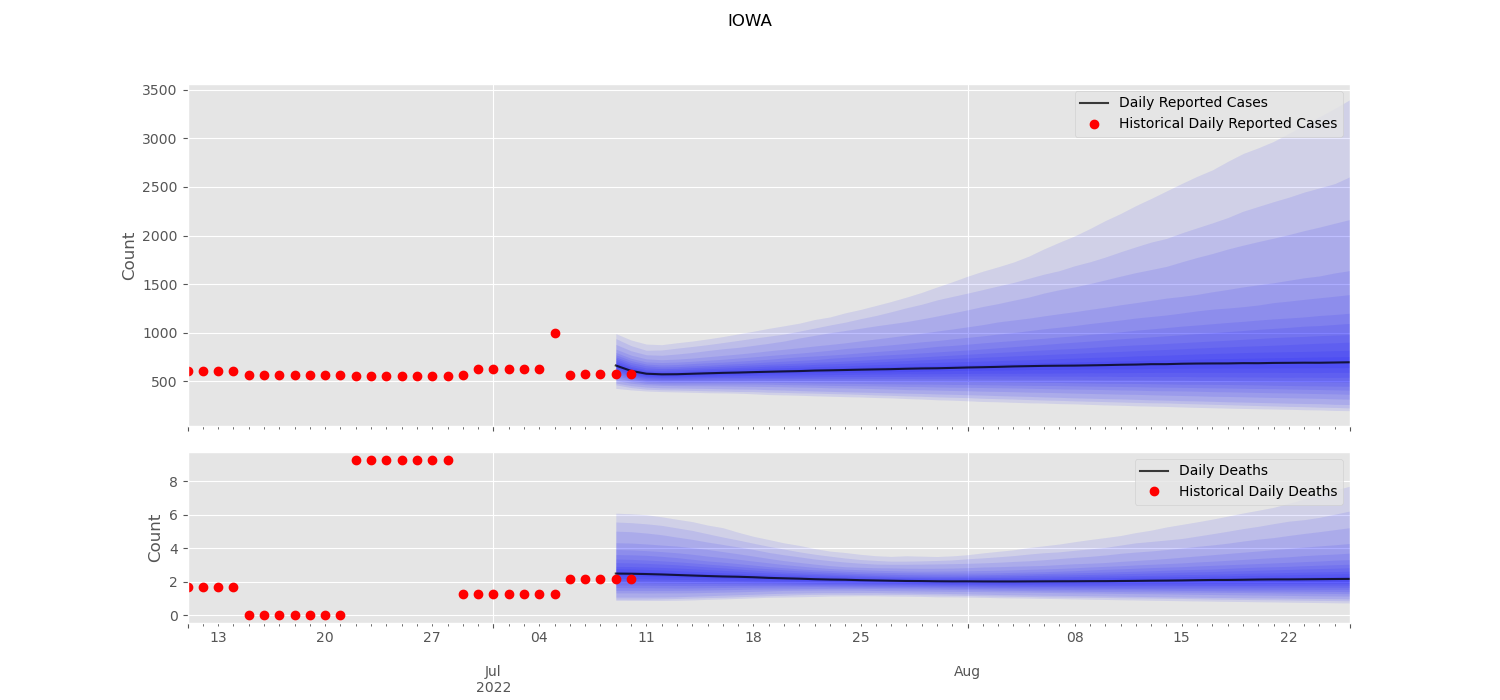 IOWA
3500
3000
2500
2000
1500
1000
500
Count
Daily Reported Cases
Historical Daily Reported Cases
8
6
4
2
0
Count
Daily Deaths
Historical Daily Deaths
13 20 27 04 11 18 25 08 15 22
Jul Aug
2022